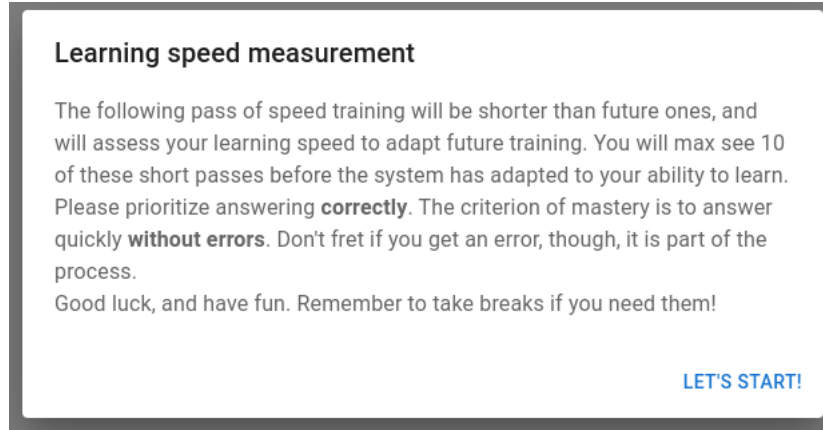 Learning speed measurement
The following pass of speed training will be shorter than future ones, and
will assess your learning speed to adapt future training. You will max see 10
of these short passes before the system has adapted to your ability to learn.
Please prioritize answering correctly. The criterion of mastery is to answer
quickly without errors. Don't fret if you get an error, though, it is part of the
process.
Good luck, and have fun. Remember to take breaks if you need them!
LET'S START!